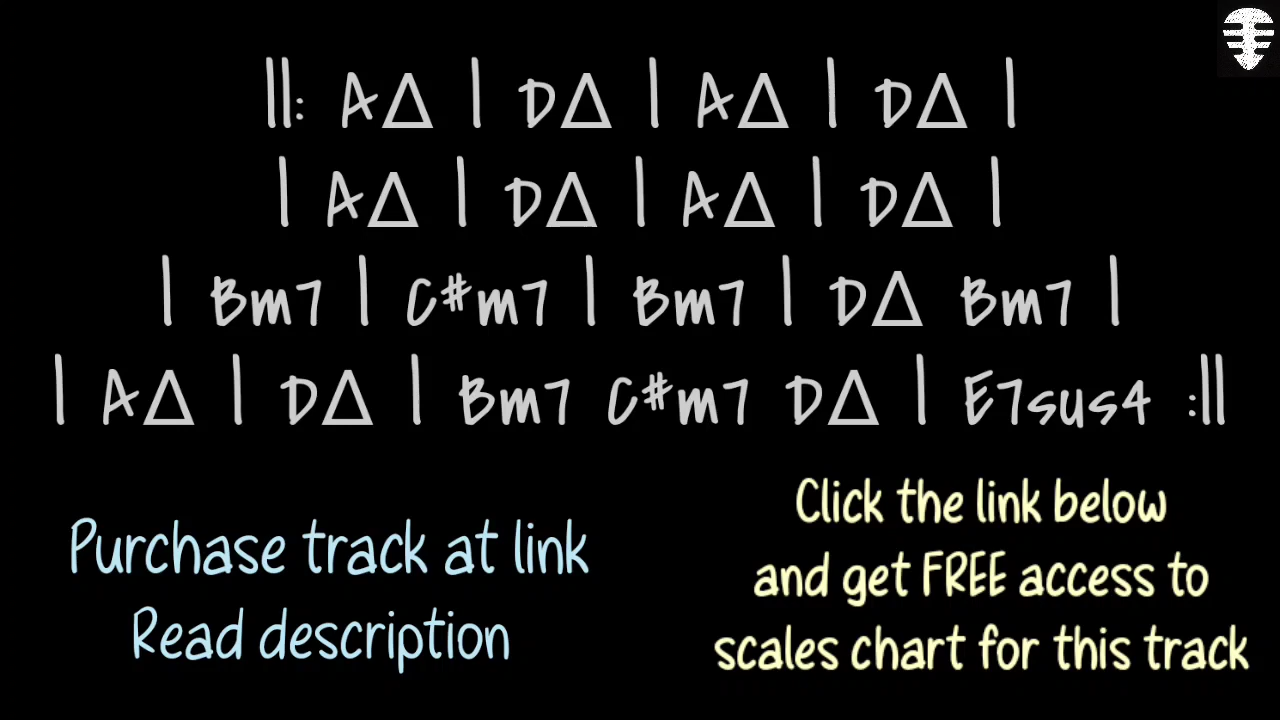 ||: AΔ | DΔ | AΔ | DΔ |
| AΔ | DΔ | AΔ | DΔ |
| Bm7 | C#m7 | Bm7 | DΔ Bm7 |
| AΔ | DΔ | Bm7 C#m7 DΔ | E7sus4 :||
Purchase track at link
Read description
Click the link below
and get FREE access to
scales chart for this track